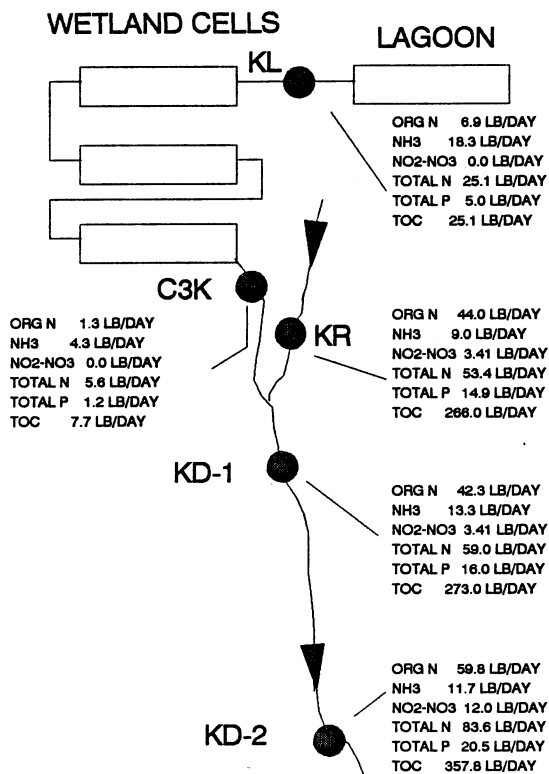 WETLAND CELLS
LAGOON
KL
ORG N 6.9 LB/DAY
NH3 18.3 LB/DAY
NO2-NO3 0.0 LB/DAY
TOTAL N 25.1 LB/DAY
TOTAL P 5.0 LB/DAY
TOC 25.1 LB/DAY
C3K
ORG N 1.3 LB/DAY
NH3 4.3 LB/DAY
NO2-NO3 0.0 LB/DAY
TOTAL N 5.6 LB/DAY
TOTAL P 1.2 LB/DAY
TOC 7.7 LB/DAY
KR
ORG N 44.0 LB/DAY
NH3 9.0 LB/DAY
NO2-NO3 3.41 LB/DAY
TOTAL N 53.4 LB/DAY
TOTAL P 14.9 LB/DAY
TOC 266.0 LB/DAY
KD-1
ORG N 42.3 LB/DAY
NH3 13.3 LB/DAY
NO2-NO3 3.41 LB/DAY
TOTAL N 59.0 LB/DAY
TOTAL P 16.0 LB/DAY
TOC 273.0 LB/DAY
KD-2
ORG N 59.8 LB/DAY
NH3 11.7 LB/DAY
NO2-NO3 12.0 LB/DAY
TOTAL N 83.6 LB/DAY
TOTAL P 20.5 LB/DAY
TOC 357.8 LB/DAY